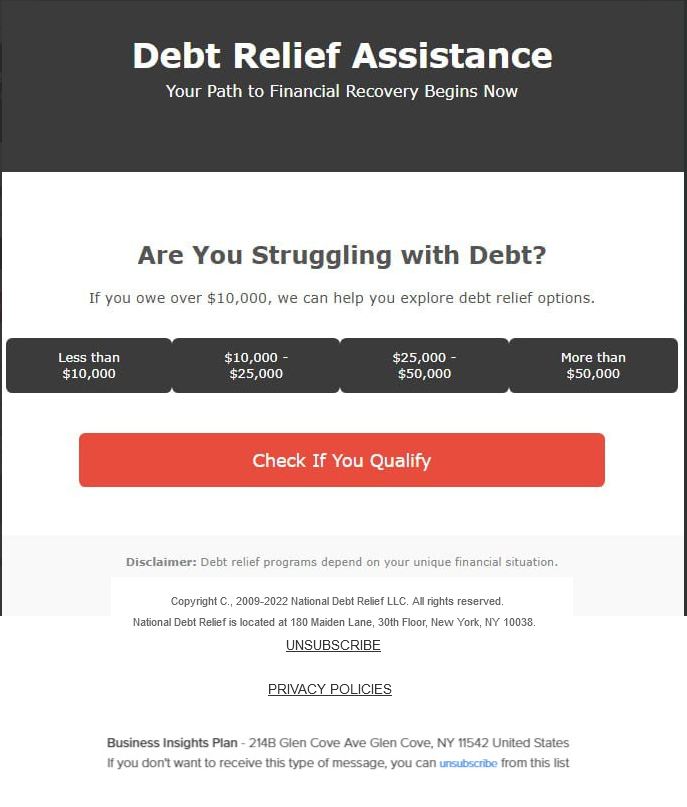 Debt Relief Assistance
Your Path to Financial Recovery Begins Now
Are You Struggling with Debt?
If you owe over $10,000, we can help you explore debt relief options.
Less than
$10,000
$10,000 -
$25,000
$25,000 -
$50,000
More than
$50,000
Check If You Qualify
Disclaimer: Debt relief programs depend on your unique financial situation.
Copyright C., 2009-2022 National Debt Relief LLC. All rights reserved.
National Debt Relief is located at 180 Maiden Lane, 30th Floor, New York, NY 10038.
UNSUBSCRIBE
PRIVACY POLICIES
Business Insights Plan - 214B Glen Cove Ave Glen Cove, NY 11542 United States
If you don't want to receive this type of message, you can unsubscribe from this list